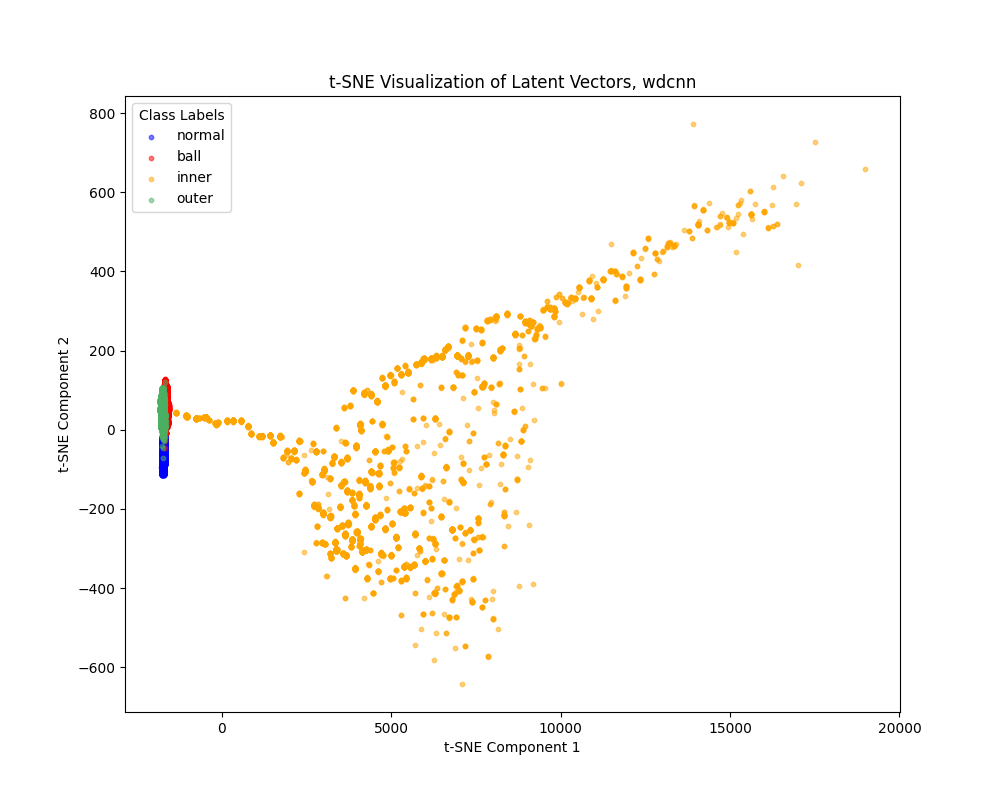 t-SNE Visualization of Latent Vectors, wdcnn
Class Labels
normal
ball
inner
outer
800
600
400
200
0
−200
−400
−600
t-SNE Component 2
0 5000 10000 15000 20000
t-SNE Component 1